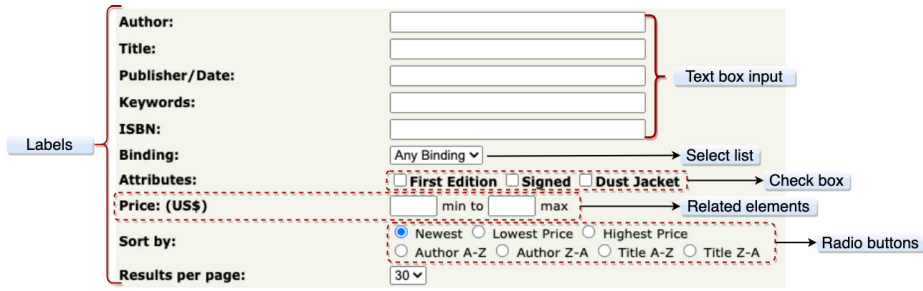 Author:
Title:
Publisher/Date:
Text box input
Keywords:
ISBN:
Labels
Binding: Any Binding Select list
Attributes: First Edition Signed Dust Jacket Check box
Price: (US$) min to max Related elements
Sort by: Newest Lowest Price Highest Price
Author A-Z Author Z-A Title A-Z Title Z-A
Radio buttons
Results per page: 30